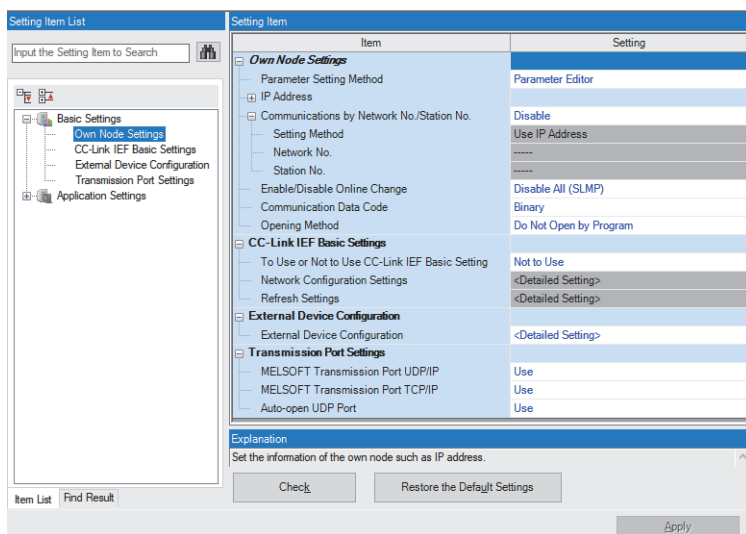 Setting Item List
Input the Setting Item to Search
Basic Settings
Own Node Settings
CC-Link IEF Basic Settings
External Device Configuration
Transmission Port Settings
Application Settings
Item List Find Result
Setting Item
Item Setting
Own Node Settings
Parameter Setting Method Parameter Editor
IP Address
Communications by Network No./Station No. Disable
Setting Method Use IP Address
Network No. -----
Station No. -----
Enable/Disable Online Change Disable All (SLMP)
Communication Data Code Binary
Opening Method Do Not Open by Program
CC-Link IEF Basic Settings
To Use or Not to Use CC-Link IEF Basic Setting Not to Use
Network Configuration Settings <Detailed Setting>
Refresh Settings <Detailed Setting>
External Device Configuration
External Device Configuration <Detailed Setting>
Transmission Port Settings
MELSOFT Transmission Port UDP/IP Use
MELSOFT Transmission Port TCP/IP Use
Auto-open UDP Port Use
Explanation
Set the information of the own node such as IP address.
Check Restore the Default Settings
Apply